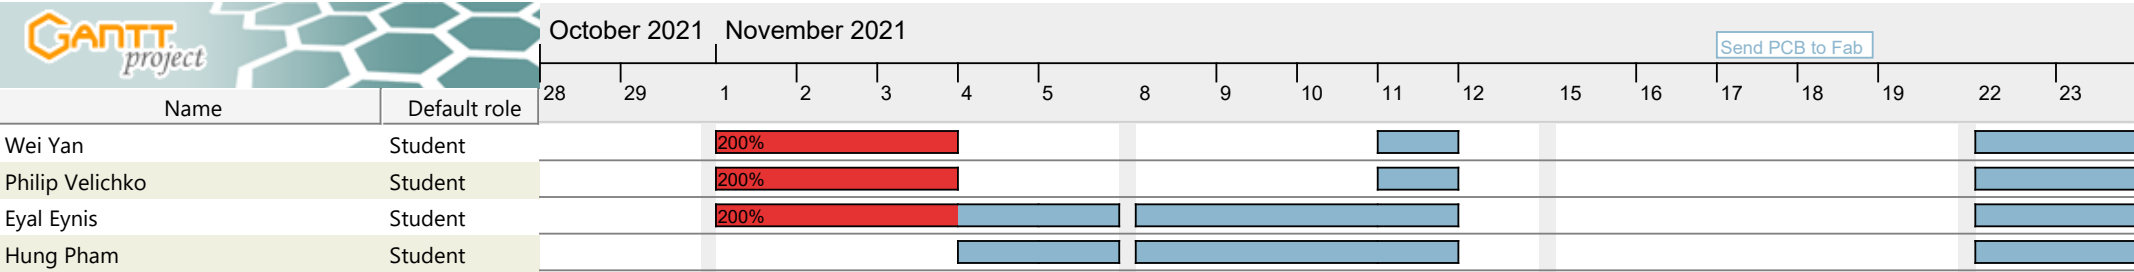 GANTT
project
October 2021 November 2021
Send PCB to Fab
28 29 1 2 3 4 5 8 9 10 11 12 15 16 17 18 19 22 23
Name Default role
Wei Yan Student 200%
Philip Velichko Student 200%
Eyal Eynis Student 200%
Hung Pham Student